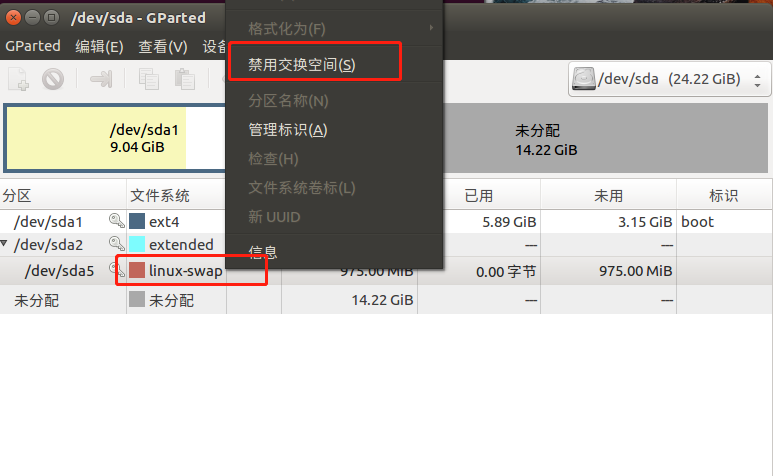 /dev/sda - GParted
GParted 编辑(E) 查看(V) 设备
格式化为(F)
禁用交换空间(S)
分区名称(N)
管理标识(A)
检查(H)
文件系统卷标(L)
新 UUID
信息
/dev/sda (24.22 GiB)
/dev/sda1
9.04 GiB
未分配
14.22 GiB
分区 文件系统 已用 未用 标识
/dev/sda1 ext4 5.89 GiB 3.15 GiB boot
/dev/sda2 extended --- ---
/dev/sda5 linux-swap 975.00 MiB 0.00 字节 975.00 MiB
未分配 未分配 14.22 GiB --- ---